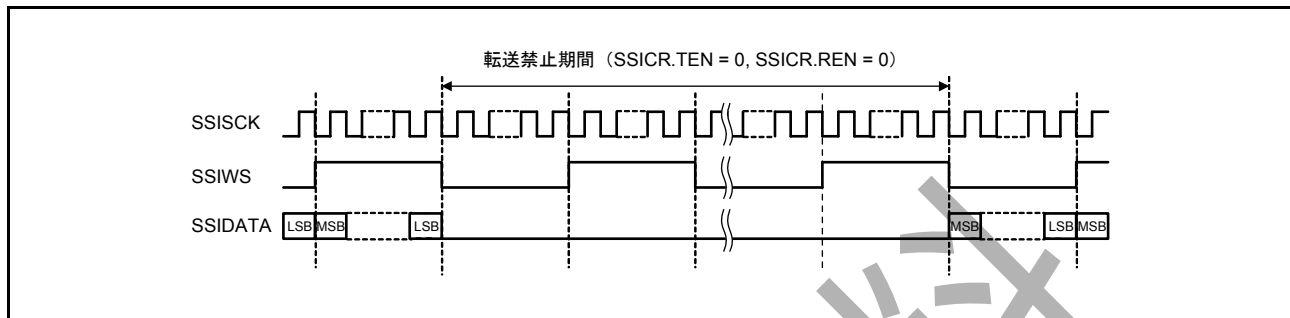 転送禁止期間（SSICR.TEN = 0, SSICR.REN = 0）
SSISCK
SSIWS
SSIDATA LSB MSB LSB MSB LSB MSB